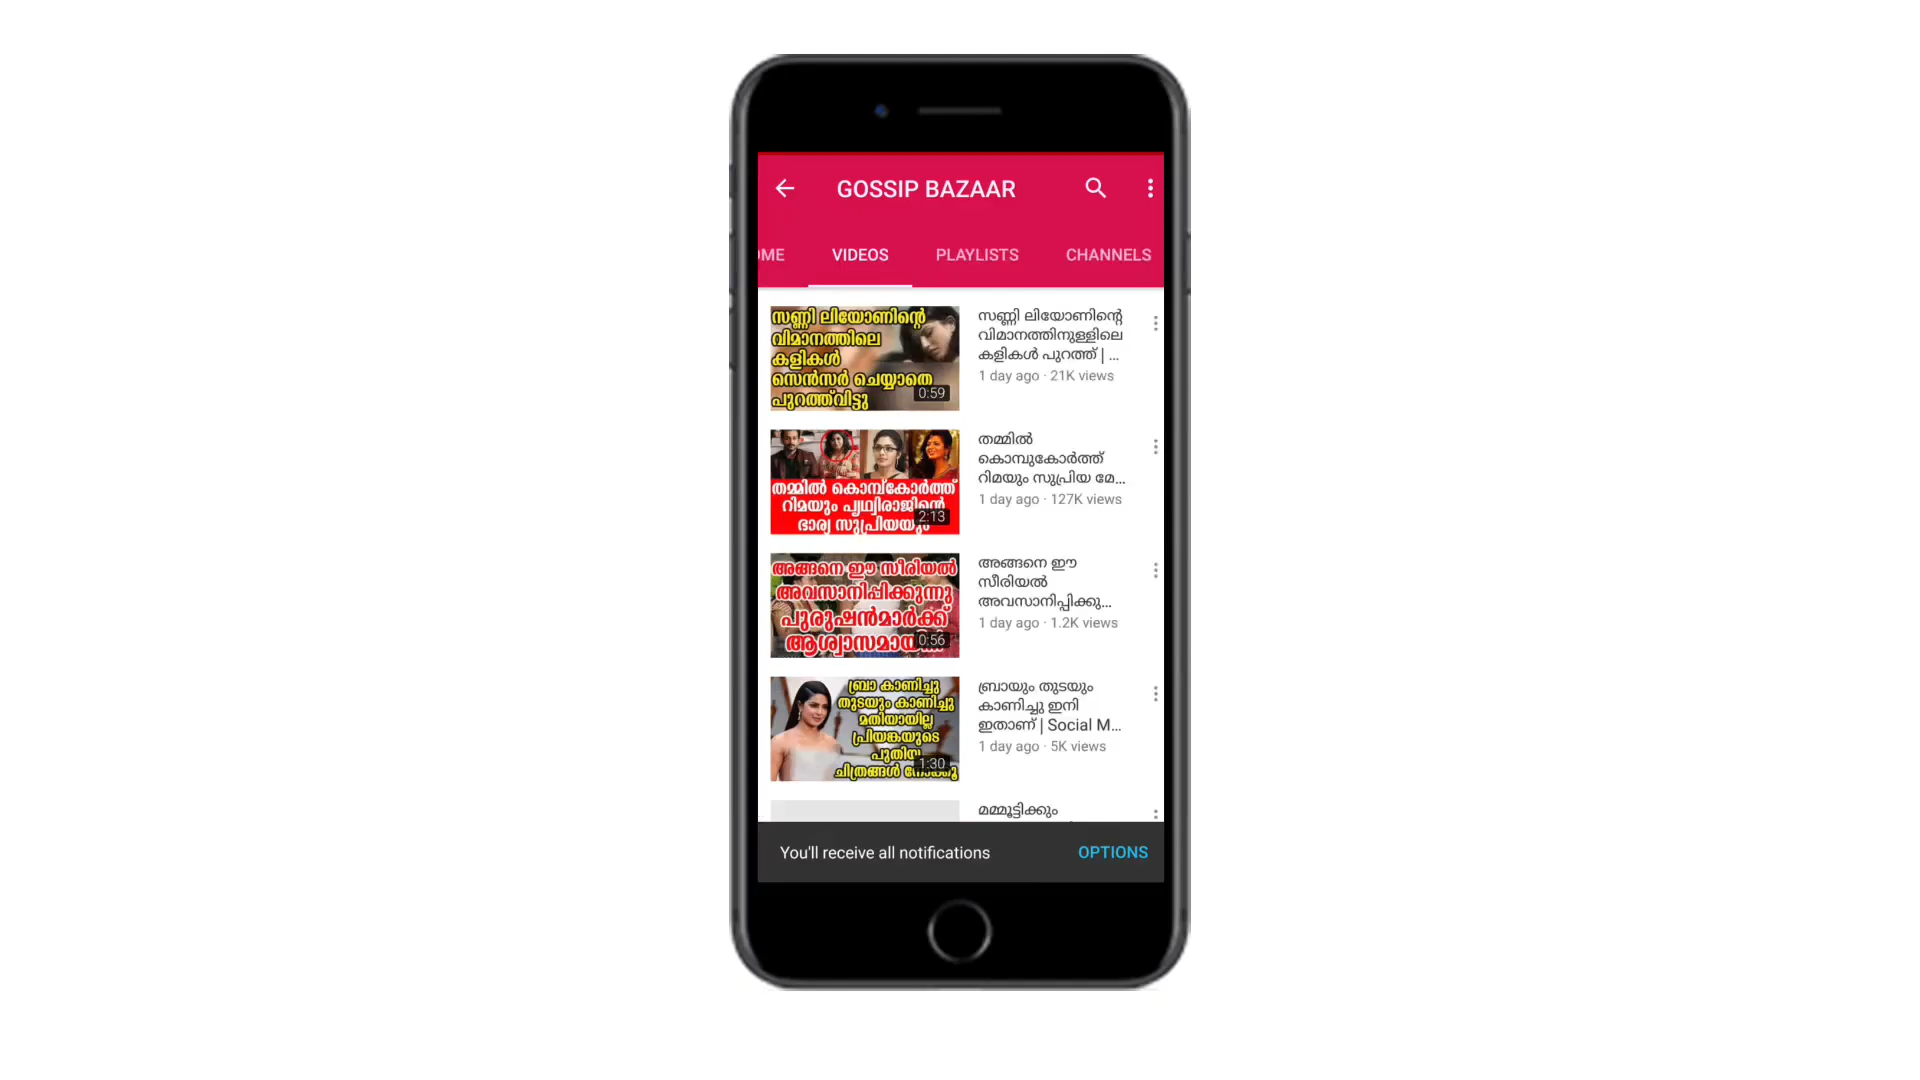 GOSSIP BAZAAR
OME VIDEOS PLAYLISTS CHANNELS
സണ്ണി ലിയോണിന്റെ
വിമാനത്തിലെ
കളികൾ
സെൻസർ ചെയ്യാതെ
പുറത്ത്‌വിട്ടു
0:59
സണ്ണി ലിയോണിന്റെ
വിമാനത്തിനുള്ളിലെ
കളികൾ പുറത്ത് | ...
1 day ago · 21K views
തമ്മിൽ കൊമ്പ്കോർത്ത്
റിമയും പൃഥ്വിരാജിന്റെ
ഭാര്യ സുപ്രിയയും
2:13
തമ്മിൽ
കൊമ്പുകോർത്ത്
റിമയും സുപ്രിയ മേ...
1 day ago · 127K views
അങ്ങനെ ഈ സീരിയൽ
അവസാനിപ്പിക്കുന്നു
പുരുഷൻമാർക്ക്
0:56
അങ്ങനെ ഈ
സീരിയൽ
അവസാനിപ്പിക്കു...
1 day ago · 1.2K views
ബ്രാ കാണിച്ചു
തുടയും കാണിച്ചു
മതിയായില്ല
പ്രിയങ്കയുടെ
പുതിയ
ചിത്രങ്ങൾ നോക്കൂ
1:30
ബ്രായും തുടയും
കാണിച്ചു ഇനി
ഇതാണ് | Social M...
1 day ago · 5K views
മമ്മൂട്ടിക്കും
You'll receive all notifications OPTIONS